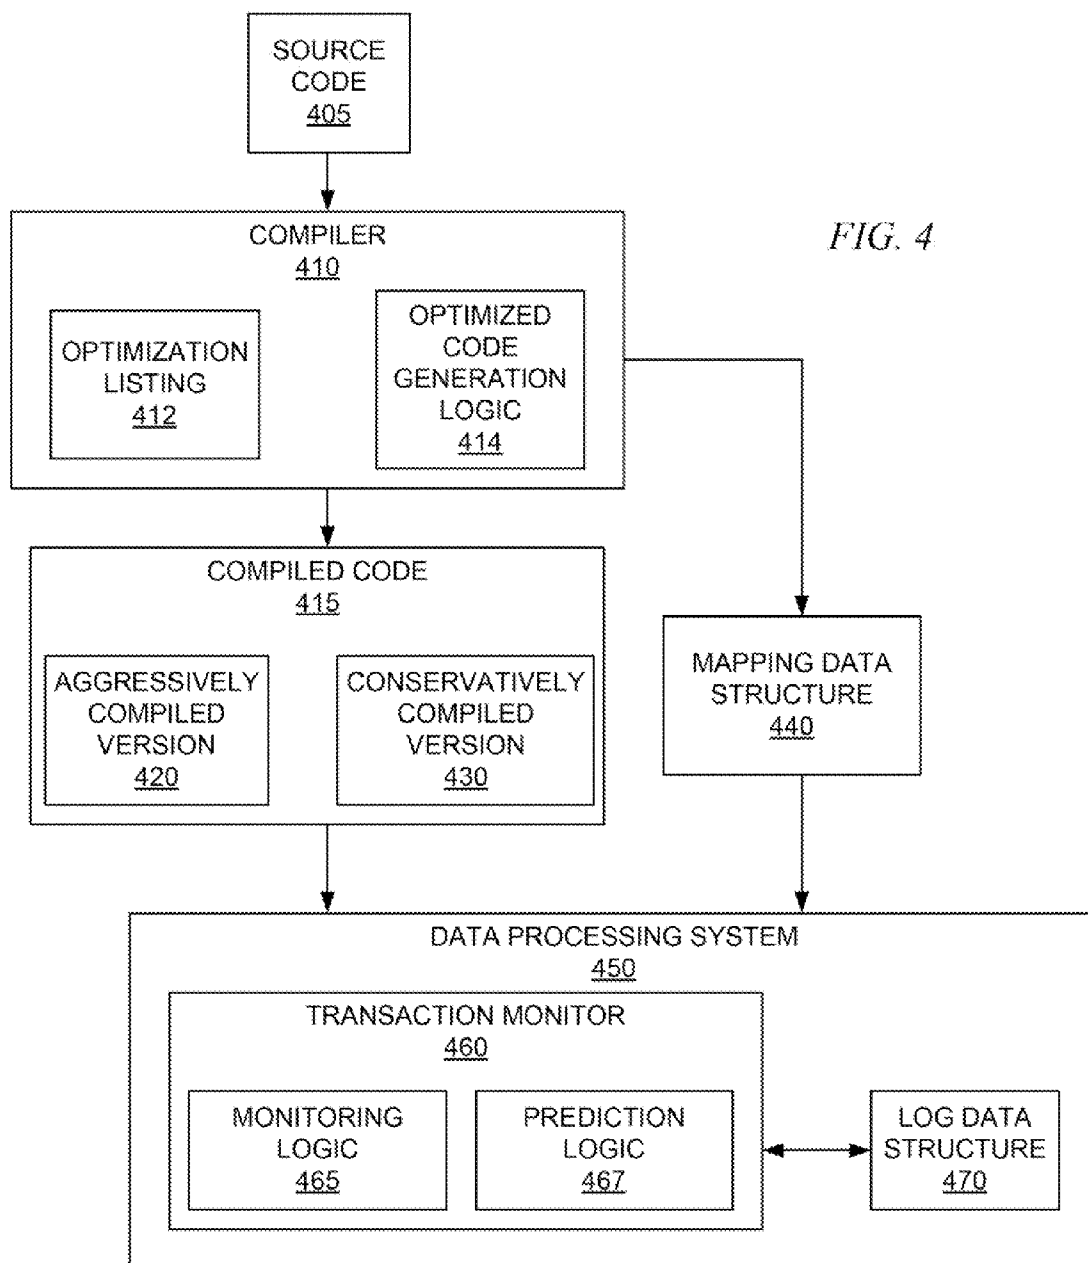 SOURCE
CODE
405
FIG. 4
COMPILER
410
OPTIMIZATION
LISTING
412
OPTIMIZED
CODE
GENERATION
LOGIC
414
COMPILED CODE
415
AGGRESSIVELY
COMPILED
VERSION
420
CONSERVATIVELY
COMPILED
VERSION
430
MAPPING DATA
STRUCTURE
440
DATA PROCESSING SYSTEM
450
TRANSACTION MONITOR
460
MONITORING
LOGIC
465
PREDICTION
LOGIC
467
LOG DATA
STRUCTURE
470